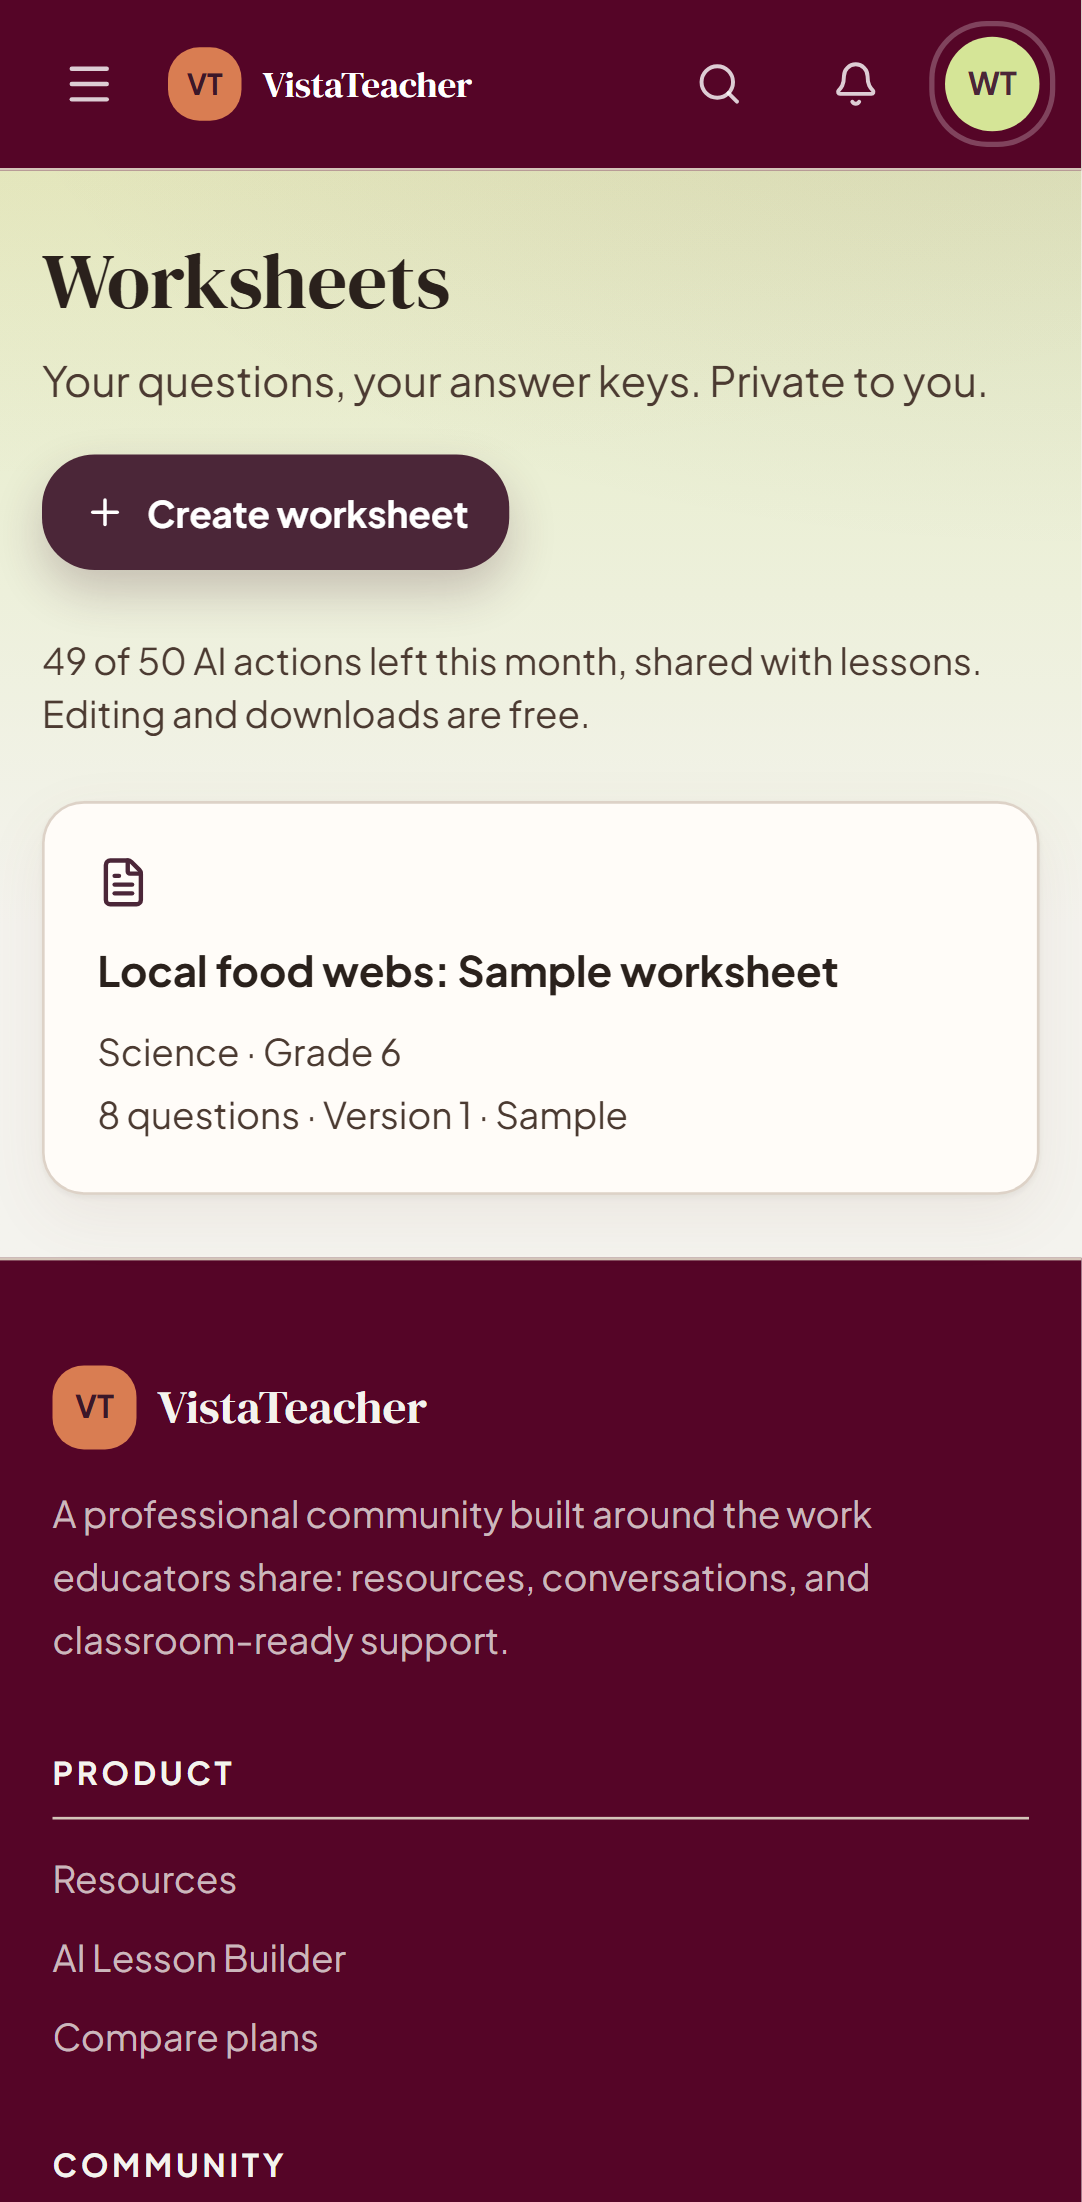 VT VistaTeacher WT
Worksheets
Your questions, your answer keys. Private to you.
+ Create worksheet
49 of 50 AI actions left this month, shared with lessons.
Editing and downloads are free.
Local food webs: Sample worksheet
Science · Grade 6
8 questions · Version 1 · Sample
VT VistaTeacher
A professional community built around the work
educators share: resources, conversations, and
classroom-ready support.
PRODUCT
Resources
AI Lesson Builder
Compare plans
COMMUNITY